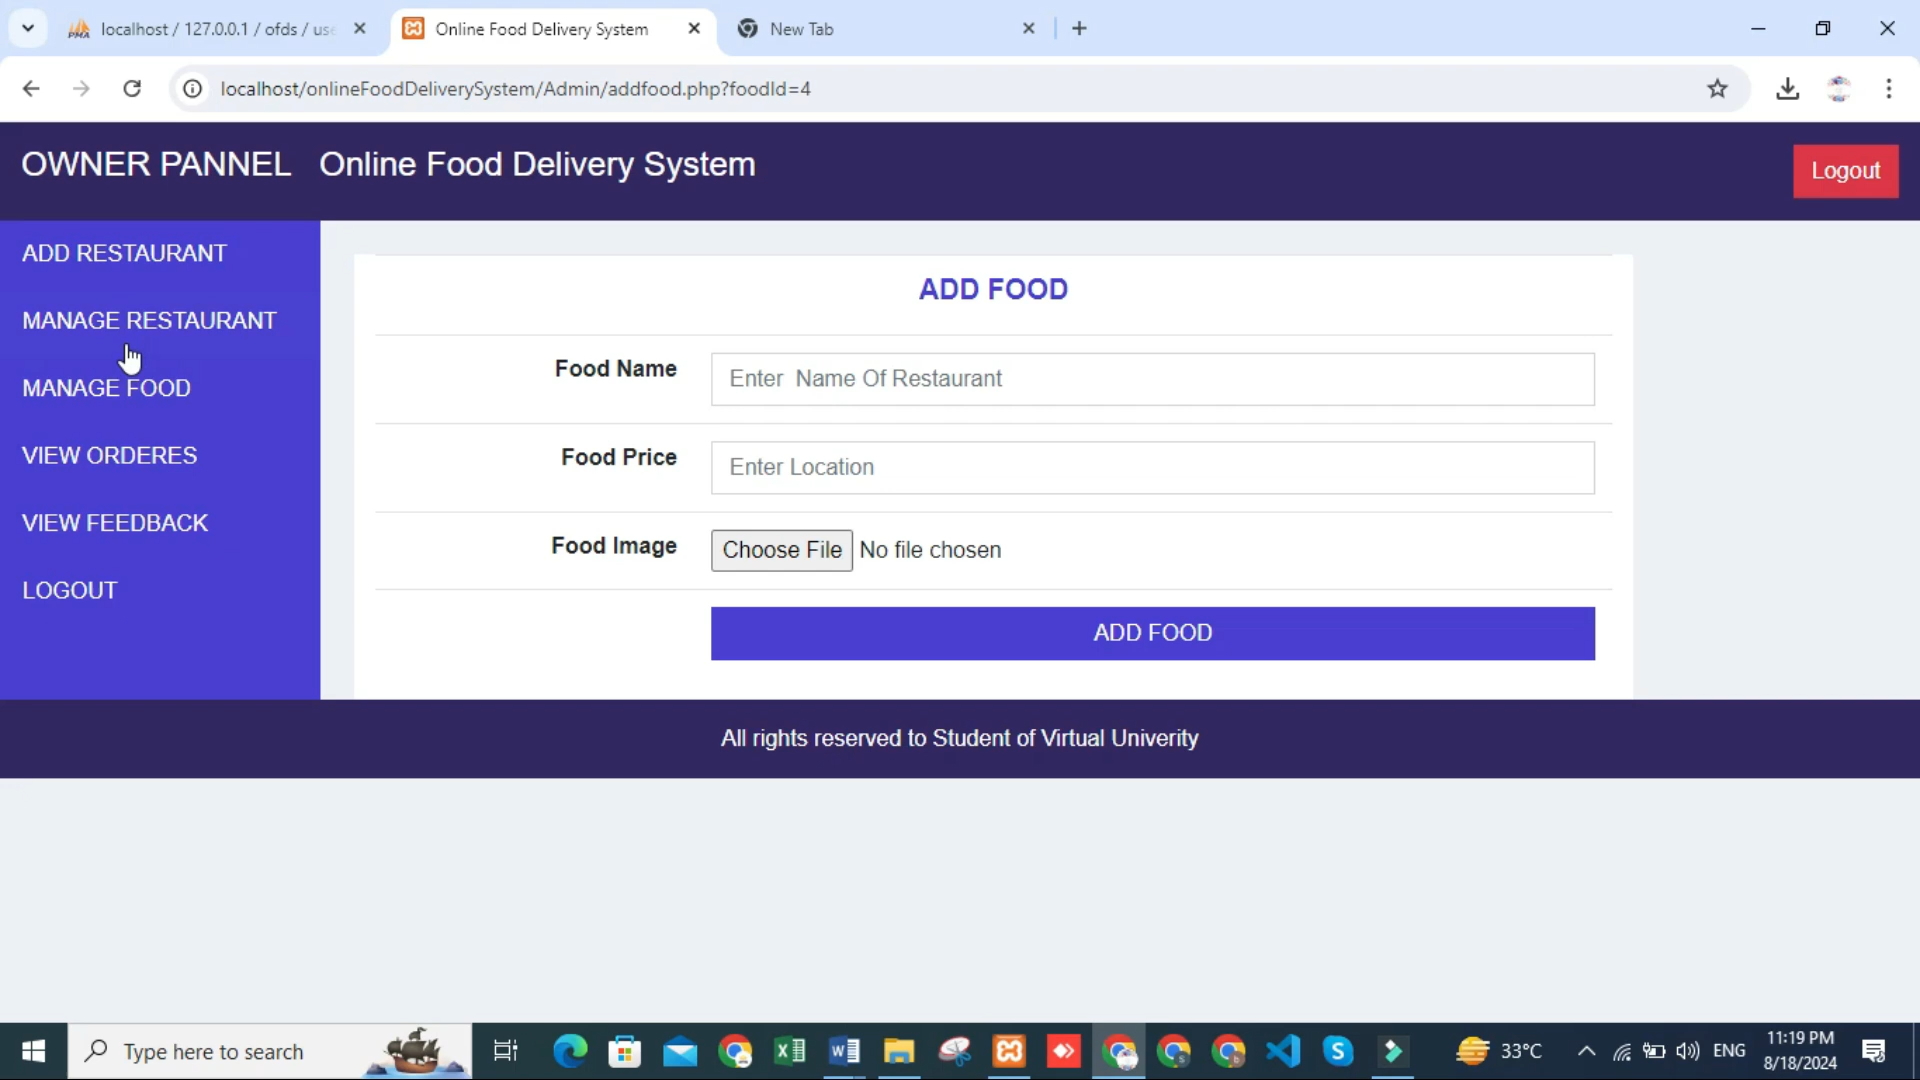 localhost / 127.0.0.1 / ofds / use
Online Food Delivery System
New Tab
localhost/onlineFoodDeliverySystem/Admin/addfood.php?foodId=4
OWNER PANNEL Online Food Delivery System
Logout
ADD RESTAURANT
MANAGE RESTAURANT
MANAGE FOOD
VIEW ORDERES
VIEW FEEDBACK
LOGOUT
ADD FOOD
Food Name
Enter Name Of Restaurant
Food Price
Enter Location
Food Image
Choose File No file chosen
ADD FOOD
All rights reserved to Student of Virtual Univerity
Type here to search
33°C
ENG
11:19 PM
8/18/2024